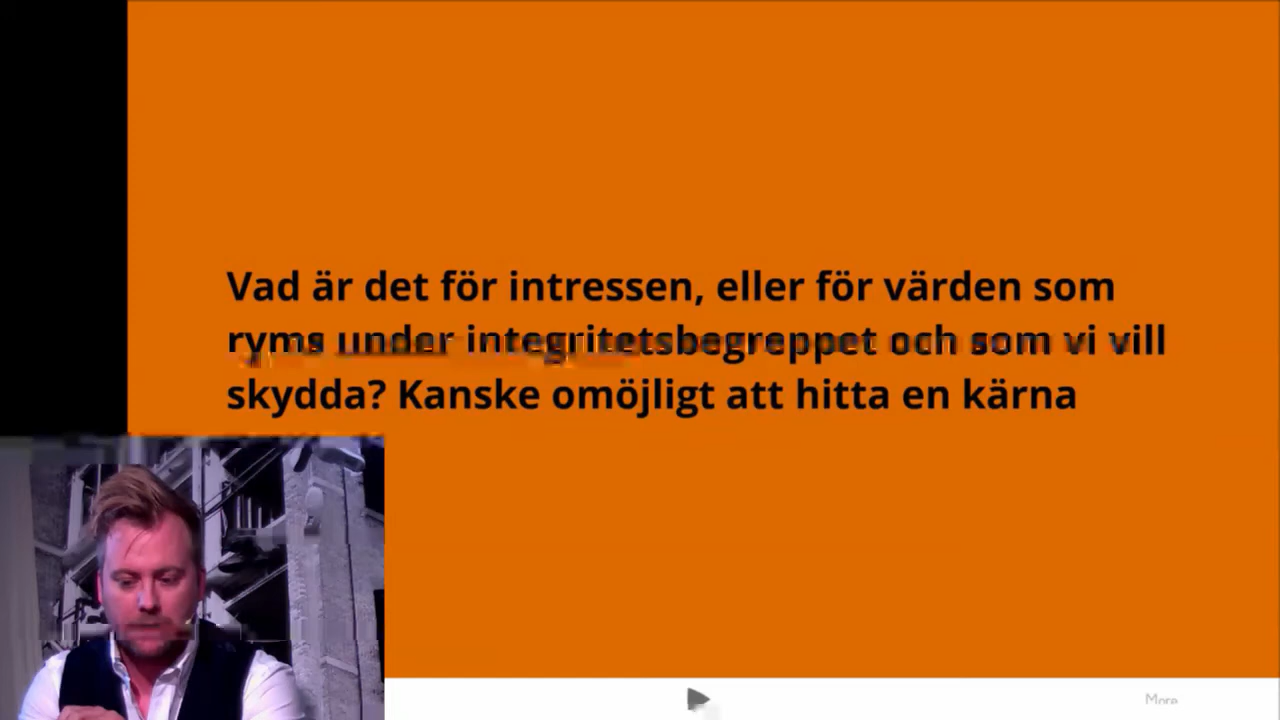 Vad är det för intressen, eller för värden som
ryms under integritetsbegreppet och som vi vill
skydda? Kanske omöjligt att hitta en kärna
More